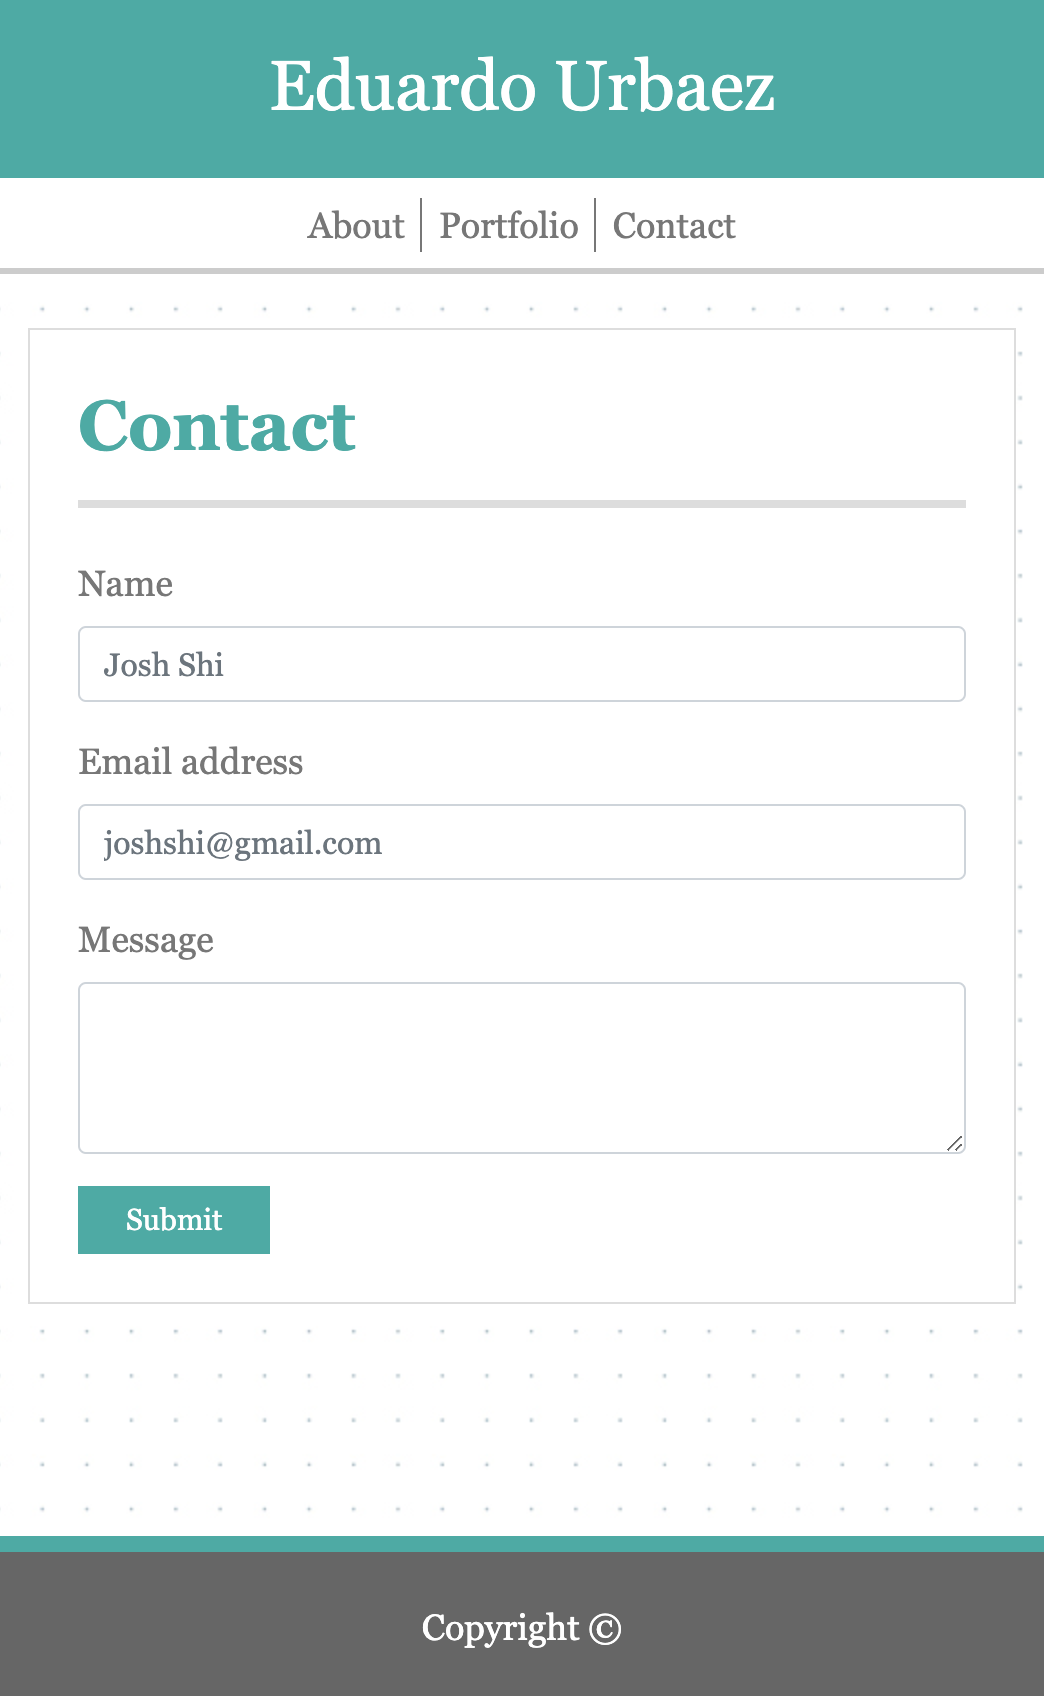 Eduardo Urbaez
About Portfolio Contact
Contact
Name
Josh Shi
Email address
joshshi@gmail.com
Message
Submit
Copyright ©